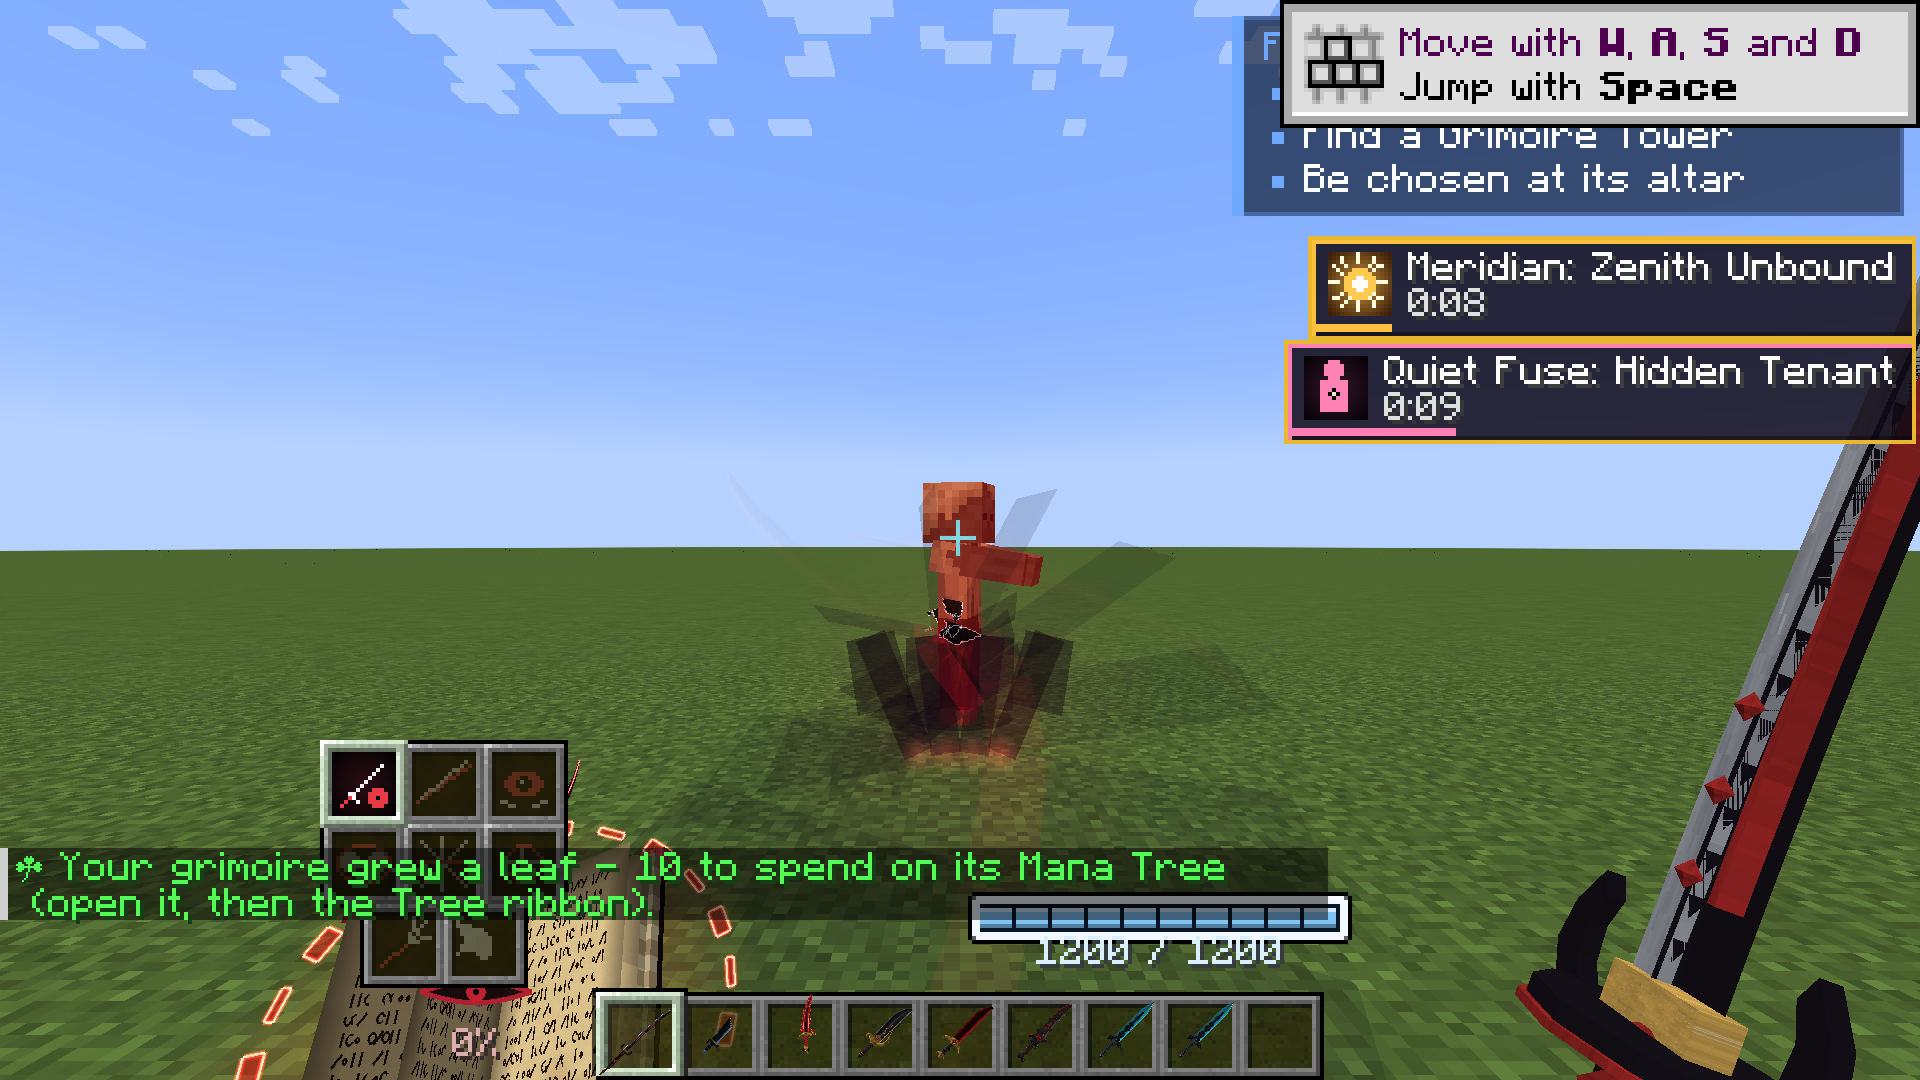 Move with W, A, S and D
Jump with Space
F
Find a Grimoire Tower
Be chosen at its altar
Meridian: Zenith Unbound
0:08
Quiet Fuse: Hidden Tenant
0:09
☘ Your grimoire grew a leaf – 10 to spend on its Mana Tree
(open it, then the Tree ribbon).
1200 / 1200
0%